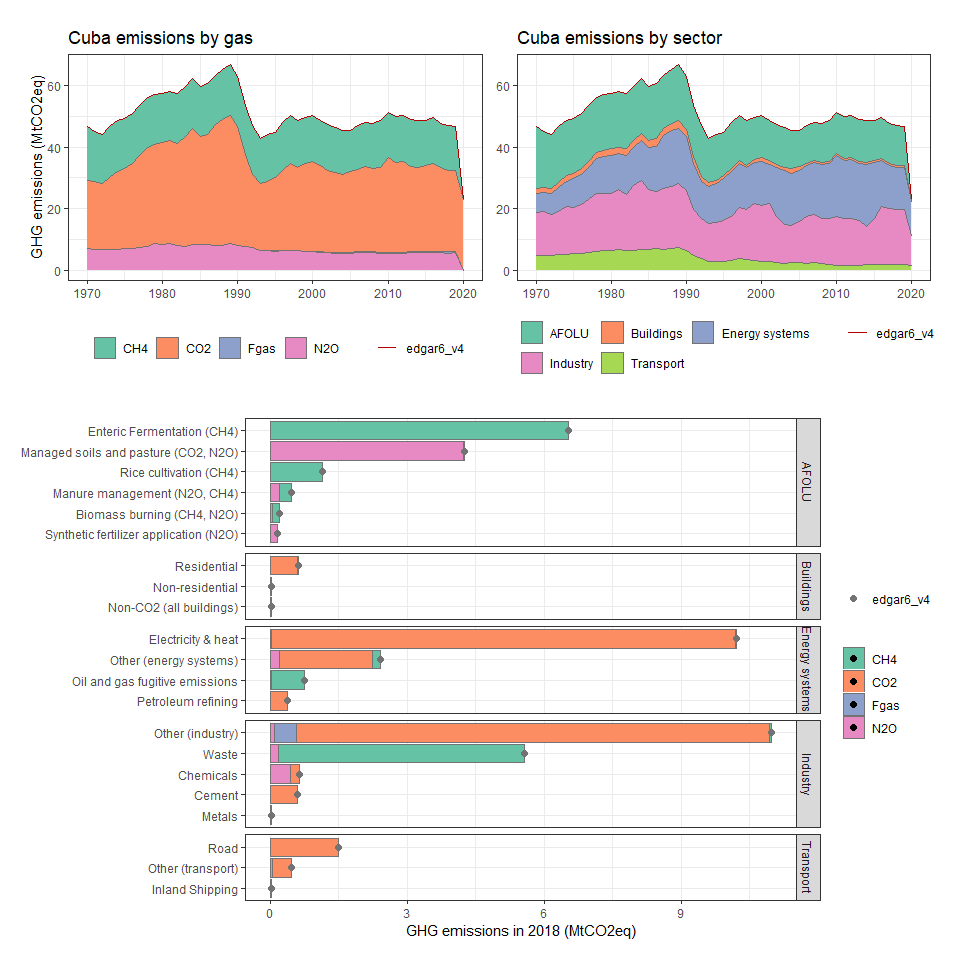 Cuba emissions by gas
GHG emissions (MtCO2eq)
60
40
20
0
1970 1980 1990 2000 2010 2020
CH4 CO2 Fgas N2O edgar6_v4
Cuba emissions by sector
60
40
20
0
1970 1980 1990 2000 2010 2020
AFOLU Buildings Energy systems edgar6_v4
Industry Transport
Enteric Fermentation (CH4)
Managed soils and pasture (CO2, N2O)
Rice cultivation (CH4)
Manure management (N2O, CH4)
Biomass burning (CH4, N2O)
Synthetic fertilizer application (N2O)
AFOLU
Residential
Non-residential
Non-CO2 (all buildings)
Buildings
Electricity & heat
Other (energy systems)
Oil and gas fugitive emissions
Petroleum refining
Energy systems
Other (industry)
Waste
Chemicals
Cement
Metals
Industry
Road
Other (transport)
Inland Shipping
Transport
0 3 6 9
GHG emissions in 2018 (MtCO2eq)
edgar6_v4
CH4
CO2
Fgas
N2O